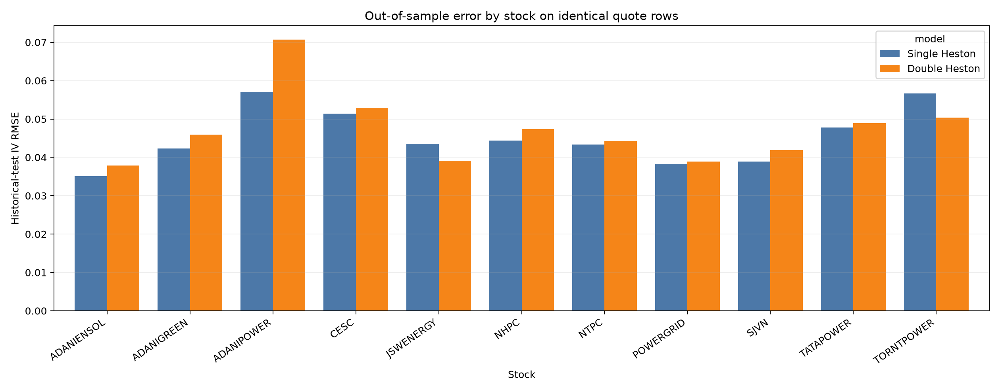 Out-of-sample error by stock on identical quote rows
model
Single Heston
Double Heston
Historical-test IV RMSE
0.07
0.06
0.05
0.04
0.03
0.02
0.01
0.00
ADANIENSOL
ADANIGREEN
ADANIPOWER
CESC
JSWENERGY
NHPC
NTPC
POWERGRID
SJVN
TATAPOWER
TORNTPOWER
Stock